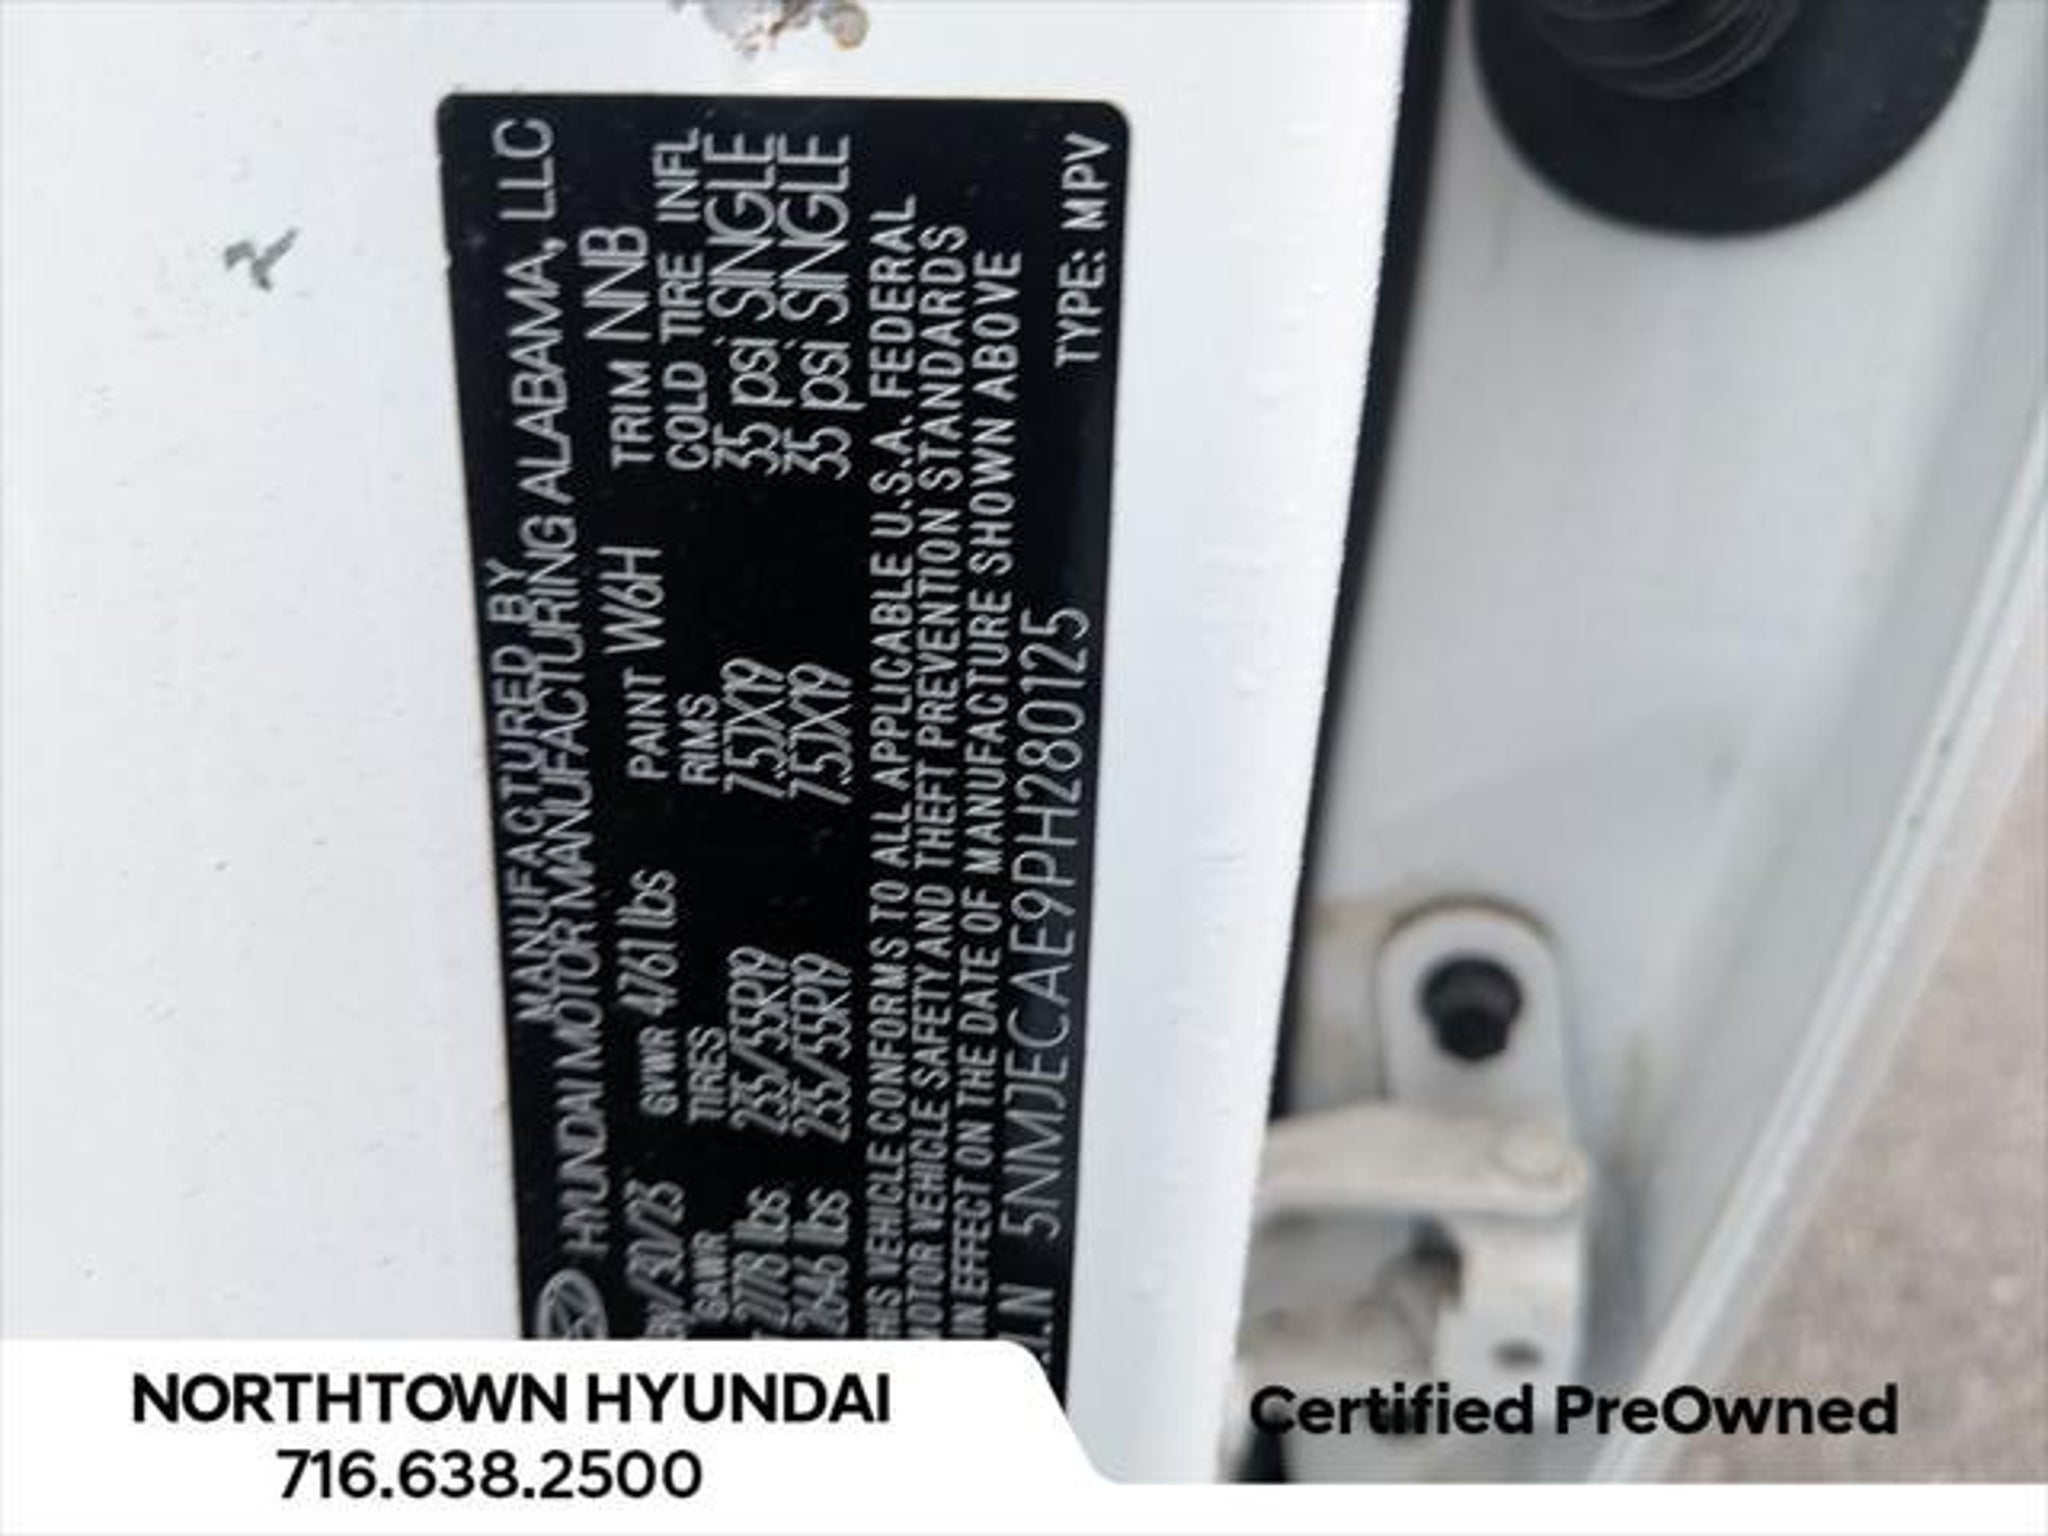 MANUFACTURED BY
HYUNDAI MOTOR MANUFACTURING ALABAMA, LLC
/30/23 GVWR 4761 lbs PAINT W6H TRIM NNB
GAWR TIRES RIMS COLD TIRE INFL
2778 lbs 235/55R19 7.5JX19 35 psi SINGLE
2646 lbs 235/55R19 7.5JX19 35 psi SINGLE
THIS VEHICLE CONFORMS TO ALL APPLICABLE U.S.A. FEDERAL
MOTOR VEHICLE SAFETY AND THEFT PREVENTION STANDARDS
IN EFFECT ON THE DATE OF MANUFACTURE SHOWN ABOVE
V.I.N 5NMJECAE9PH280125 TYPE: MPV
NORTHTOWN HYUNDAI
716.638.2500
Certified PreOwned